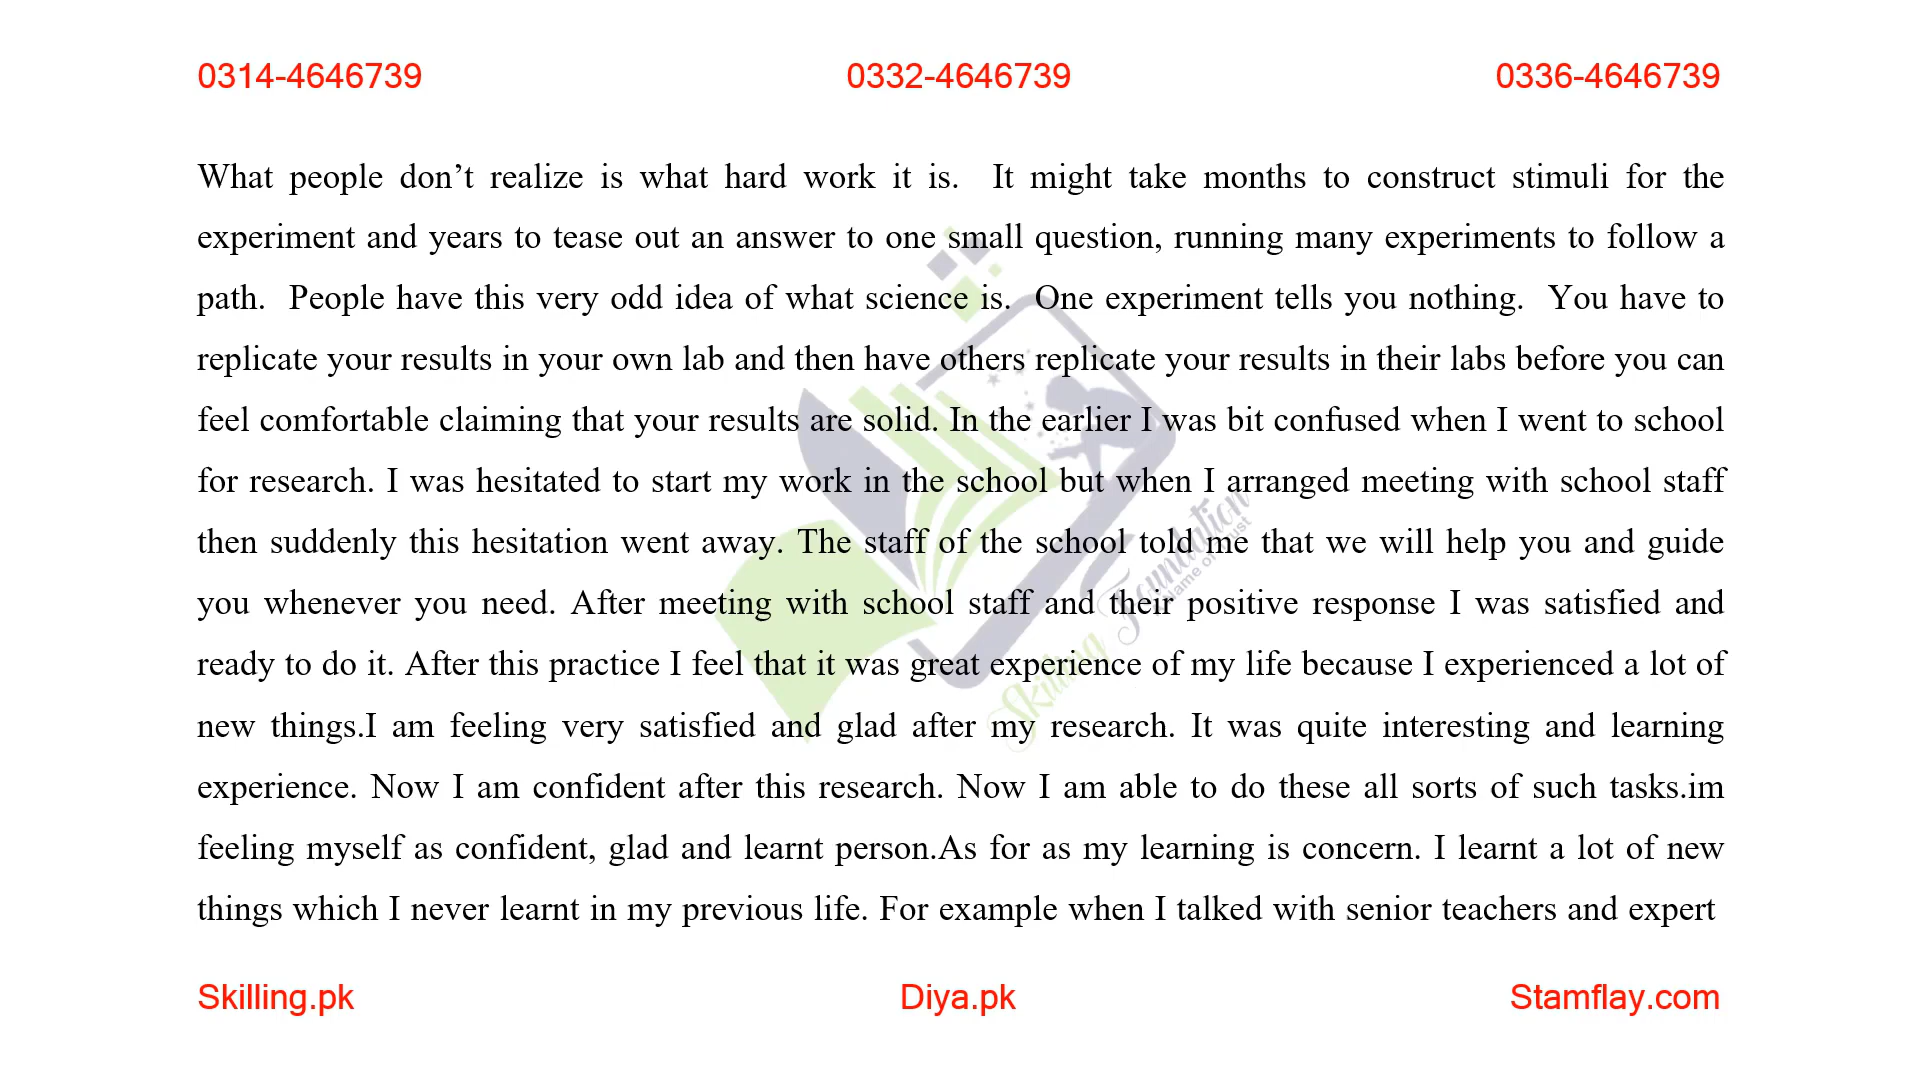 0314-4646739 0332-4646739 0336-4646739
What people don’t realize is what hard work it is.  It might take months to construct stimuli for the
experiment and years to tease out an answer to one small question, running many experiments to follow a
path.  People have this very odd idea of what science is.  One experiment tells you nothing.  You have to
replicate your results in your own lab and then have others replicate your results in their labs before you can
feel comfortable claiming that your results are solid. In the earlier I was bit confused when I went to school
for research. I was hesitated to start my work in the school but when I arranged meeting with school staff
then suddenly this hesitation went away. The staff of the school told me that we will help you and guide
you whenever you need. After meeting with school staff and their positive response I was satisfied and
ready to do it. After this practice I feel that it was great experience of my life because I experienced a lot of
new things.I am feeling very satisfied and glad after my research. It was quite interesting and learning
experience. Now I am confident after this research. Now I am able to do these all sorts of such tasks.im
feeling myself as confident, glad and learnt person.As for as my learning is concern. I learnt a lot of new
things which I never learnt in my previous life. For example when I talked with senior teachers and expert
Skilling Foundation
Name of Trust
Skilling.pk Diya.pk Stamflay.com